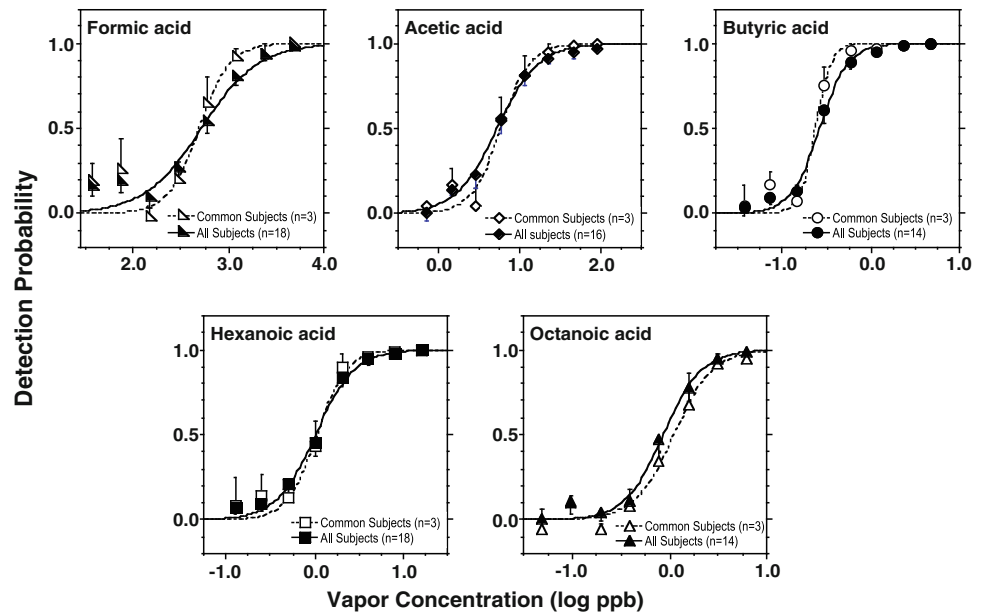 Formic acid
1.0
0.5
0.0
Common Subjects (n=3)
All Subjects (n=18)
2.0 3.0 4.0
Acetic acid
1.0
0.5
0.0
Common Subjects (n=3)
All subjects (n=16)
0.0 1.0 2.0
Butyric acid
1.0
0.5
0.0
Common Subjects (n=3)
All Subjects (n=14)
-1.0 0.0 1.0
Detection Probability
Hexanoic acid
1.0
0.5
0.0
Common Subjects (n=3)
All Subjects (n=18)
-1.0 0.0 1.0
Octanoic acid
1.0
0.5
0.0
Common Subjects (n=3)
All Subjects (n=14)
-1.0 0.0 1.0
Vapor Concentration (log ppb)